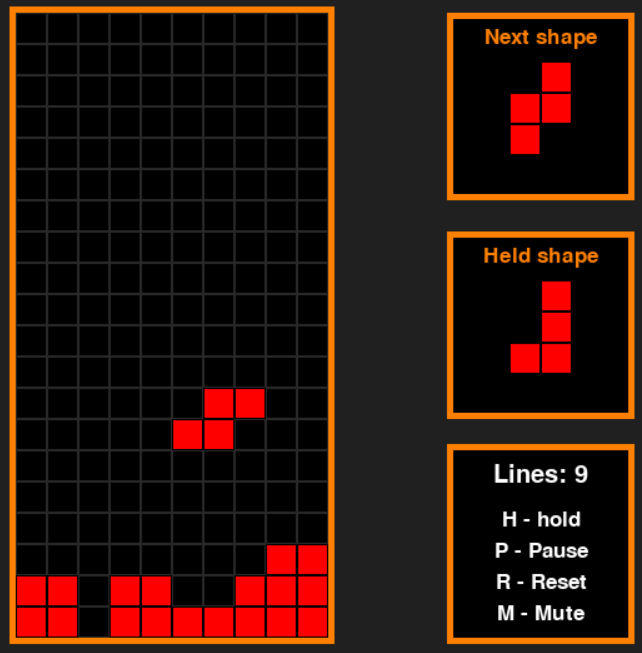 Next shape
Held shape
Lines: 9
H - hold
P - Pause
R - Reset
M - Mute